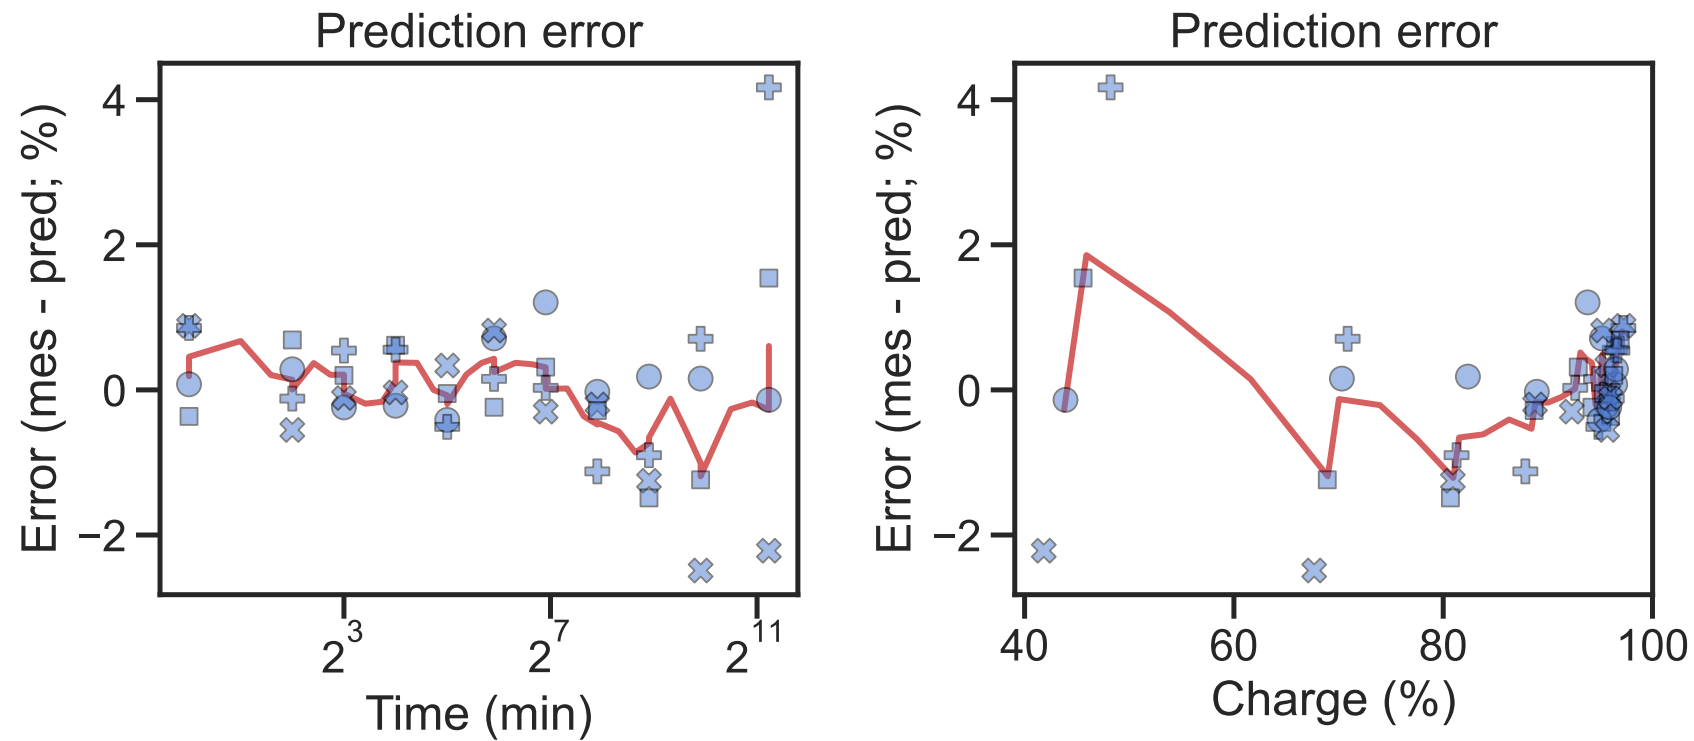 Prediction error
Error (mes - pred; %)
4
2
0
−2
2^3
2^7
2^11
Time (min)
Prediction error
Error (mes - pred; %)
4
2
0
−2
40
60
80
100
Charge (%)